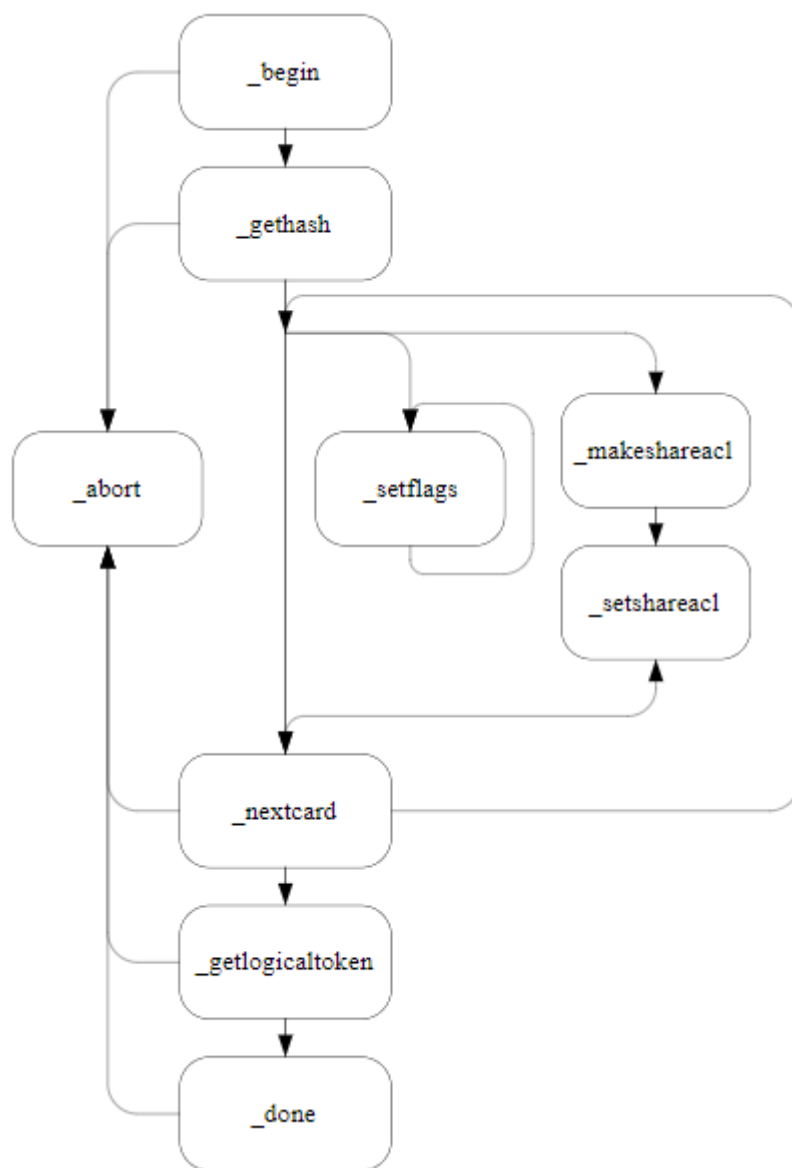 _begin
_gethash
_makeshareacl
_abort
_setflags
_setshareacl
_nextcard
_getlogicaltoken
_done